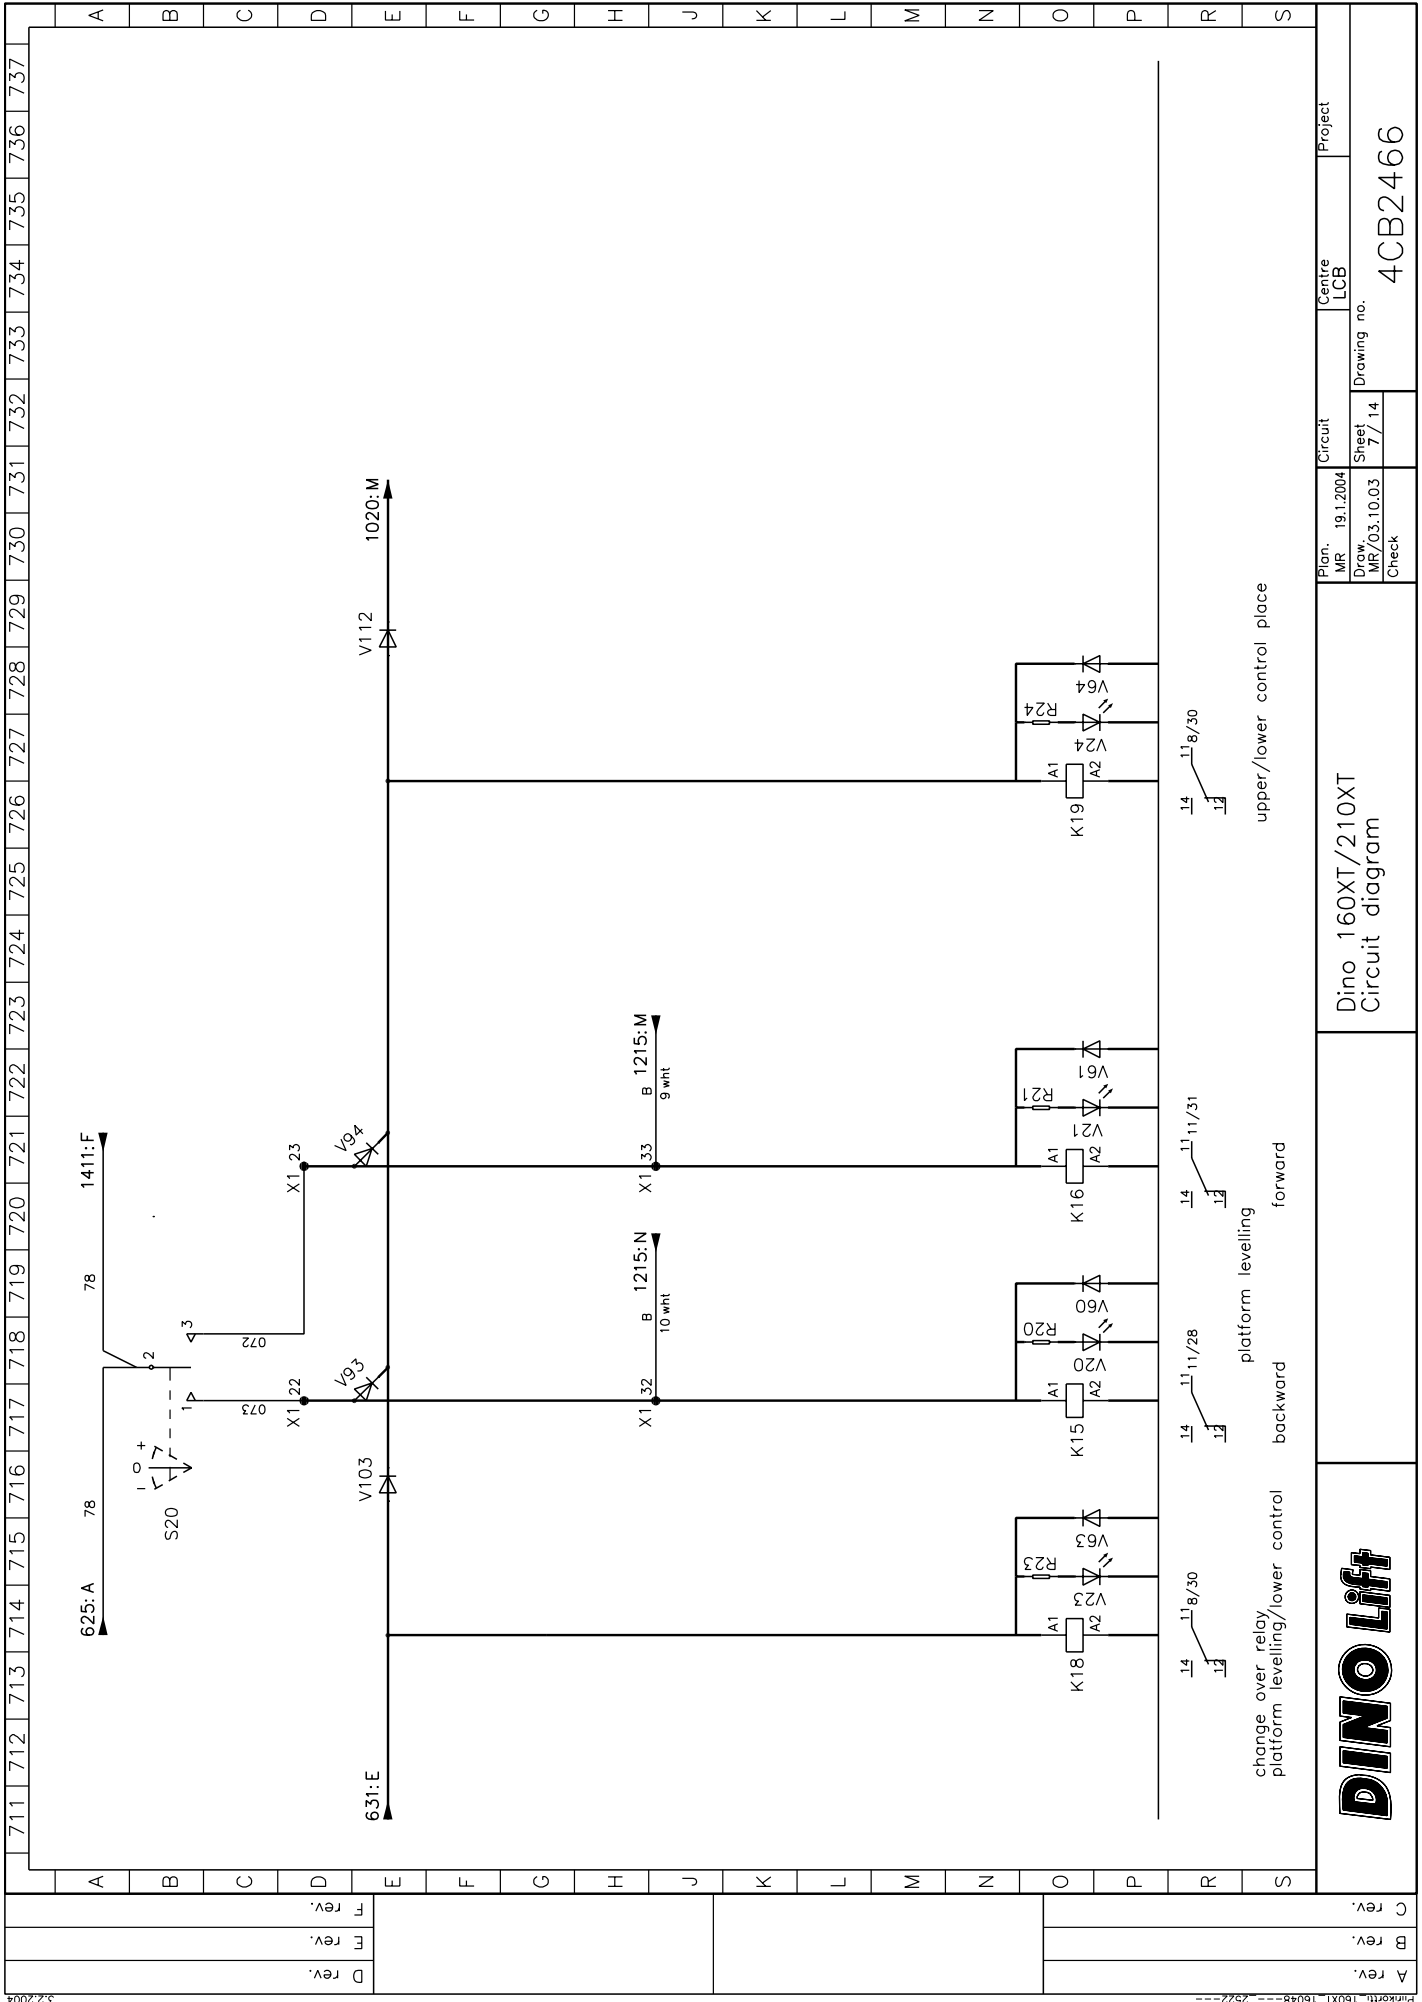 711 712 713 714 715 716 717 718 719 720 721 722 723 724 725 726 727 728 729 730 731 732 733 734 735 736 737
A
B
C
D
E
F
G
H
J
K
L
M
N
O
P
R
S
A
B
C
D
E
F
G
H
J
K
L
M
N
O
P
R
S
625:A
78
78
1411:F
S20
-
0
+
2
1
3
073
072
X1 22
X1 23
631:E
V103
V93
V94
V112
1020:M
X1 32
B 1215:N
10 wht
X1 33
B 1215:M
9 wht
K18
A1
A2
R23
V23
V63
K15
A1
A2
R20
V20
V60
K16
A1
A2
R21
V21
V61
K19
A1
A2
R24
V24
V64
14
12
11 8/30
14
12
11 11/28
14
12
11 11/31
14
12
11 8/30
change over relay
platform levelling/lower control
platform levelling
backward
forward
upper/lower control place
DINO Lift
Dino 160XT/210XT
Circuit diagram
Plan.
MR 19.1.2004
Draw.
MR/03.10.03
Check
Circuit
Sheet
7/14
Centre
LCB
Project
Drawing no.
4CB2466
A rev.
B rev.
C rev.
D rev.
E rev.
F rev.
3.2.2004